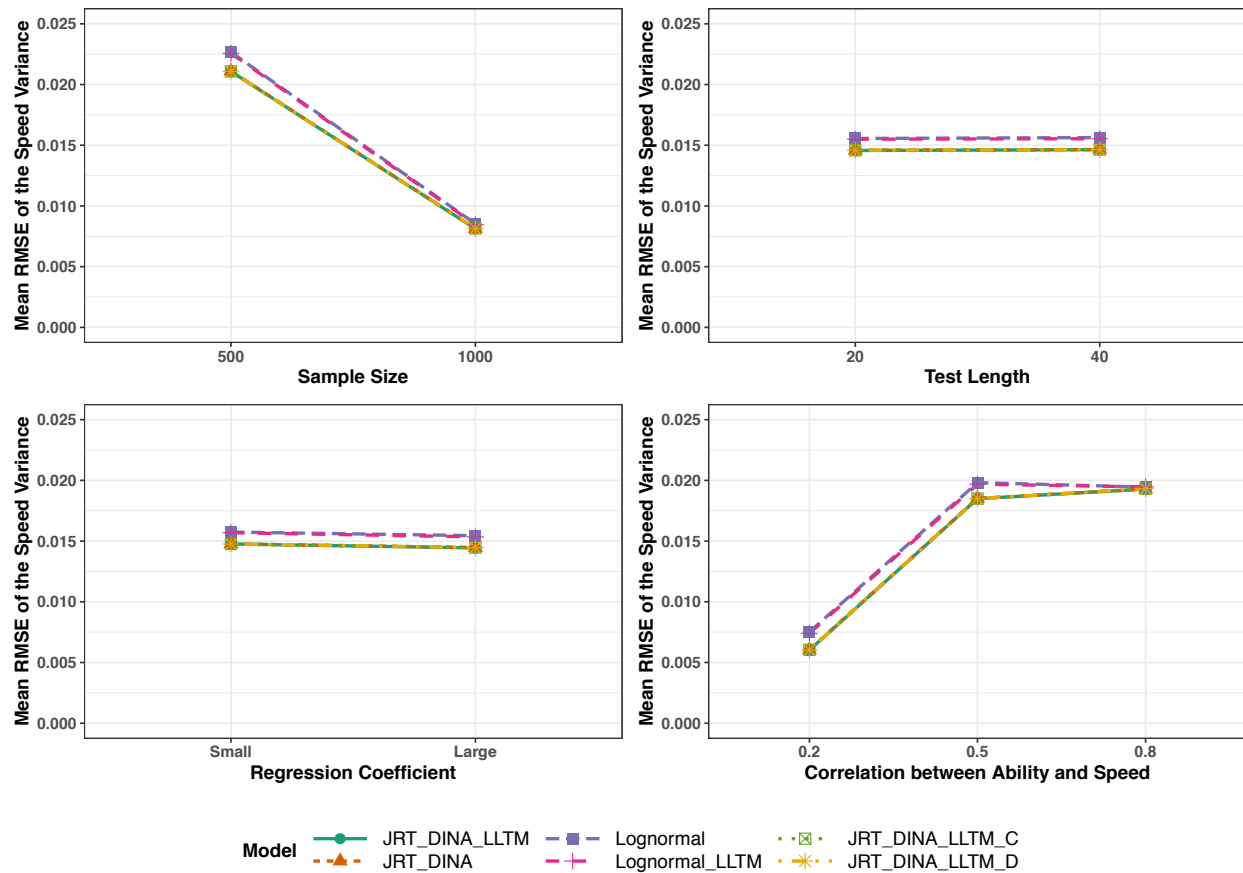 Mean RMSE of the Speed Variance
0.025
0.020
0.015
0.010
0.005
0.000
500
1000
Sample Size
Mean RMSE of the Speed Variance
0.025
0.020
0.015
0.010
0.005
0.000
20
40
Test Length
Mean RMSE of the Speed Variance
0.025
0.020
0.015
0.010
0.005
0.000
Small
Large
Regression Coefficient
Mean RMSE of the Speed Variance
0.025
0.020
0.015
0.010
0.005
0.000
0.2
0.5
0.8
Correlation between Ability and Speed
Model
JRT_DINA_LLTM
JRT_DINA
Lognormal
Lognormal_LLTM
JRT_DINA_LLTM_C
JRT_DINA_LLTM_D